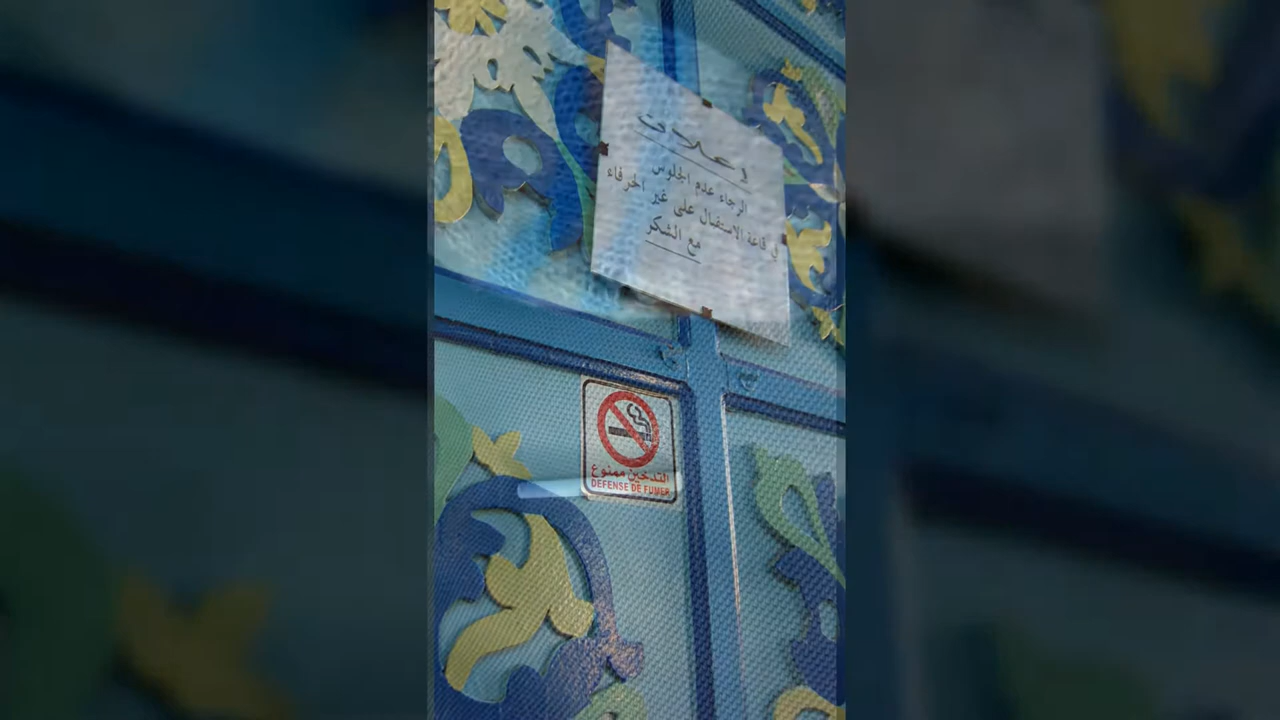 إعلان
الرجاء عدم الجلوس
في قاعة الاستقبال على غير الحرفاء
مع الشكر
التدخين ممنوع
DEFENSE DE FUMER